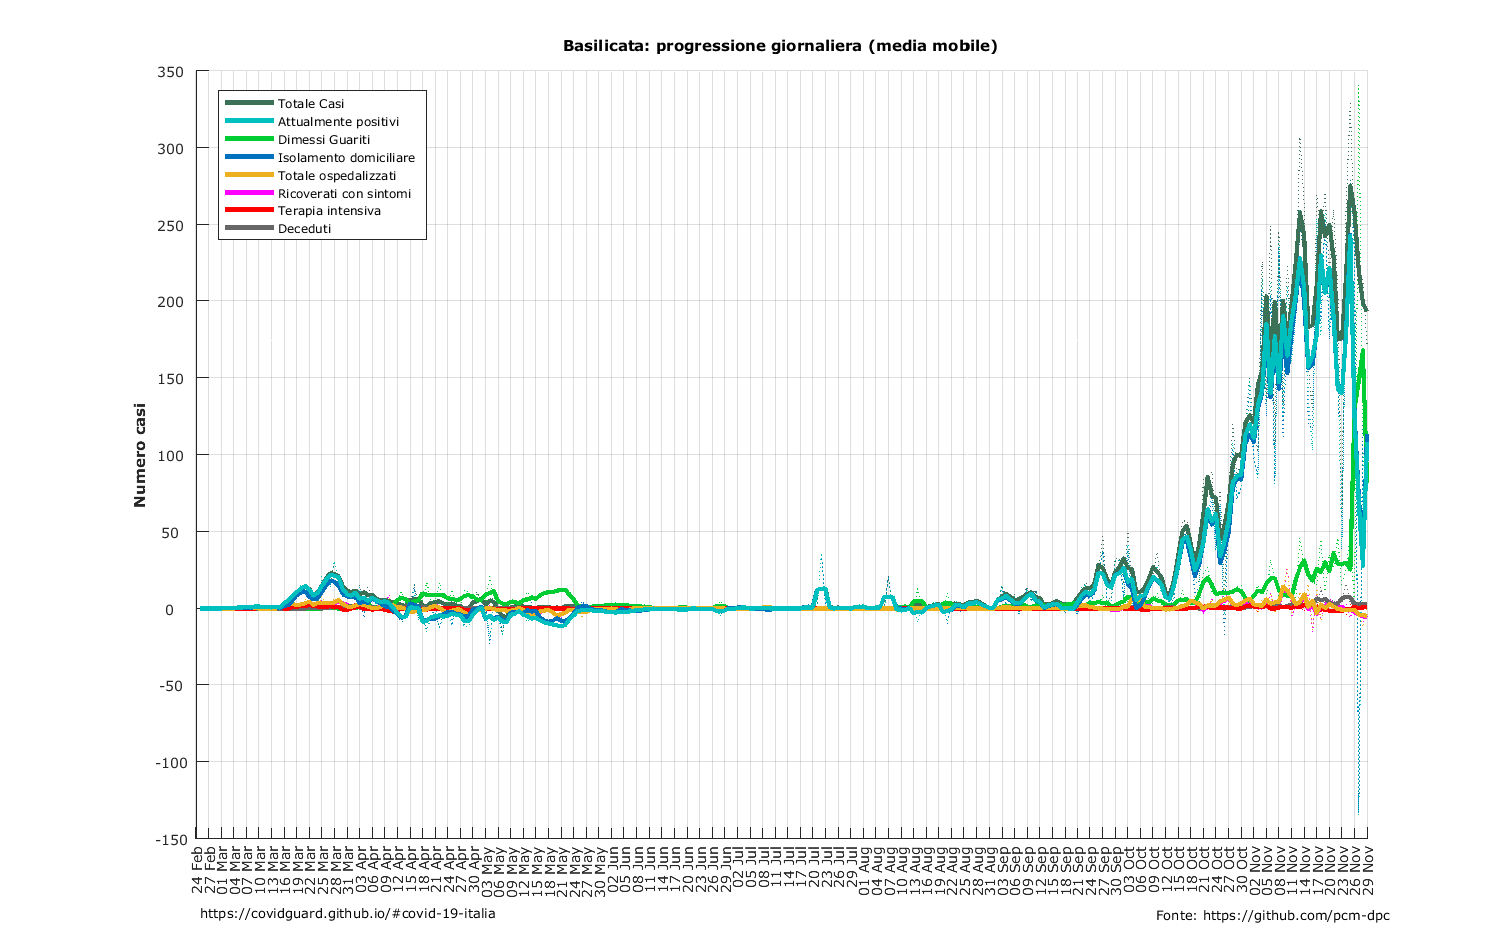 Basilicata: progressione giornaliera (media mobile)
350
300
250
200
150
100
50
0
-50
-100
-150
Numero casi
Totale Casi
Attualmente positivi
Dimessi Guariti
Isolamento domiciliare
Totale ospedalizzati
Ricoverati con sintomi
Terapia intensiva
Deceduti
24 Feb
27 Feb
01 Mar
04 Mar
07 Mar
10 Mar
13 Mar
16 Mar
19 Mar
22 Mar
25 Mar
28 Mar
31 Mar
03 Apr
06 Apr
09 Apr
12 Apr
15 Apr
18 Apr
21 Apr
24 Apr
27 Apr
30 Apr
03 May
06 May
09 May
12 May
15 May
18 May
21 May
24 May
27 May
30 May
02 Jun
05 Jun
08 Jun
11 Jun
14 Jun
17 Jun
20 Jun
23 Jun
26 Jun
29 Jun
02 Jul
05 Jul
08 Jul
11 Jul
14 Jul
17 Jul
20 Jul
23 Jul
26 Jul
29 Jul
01 Aug
04 Aug
07 Aug
10 Aug
13 Aug
16 Aug
19 Aug
22 Aug
25 Aug
28 Aug
31 Aug
03 Sep
06 Sep
09 Sep
12 Sep
15 Sep
18 Sep
21 Sep
24 Sep
27 Sep
30 Sep
03 Oct
06 Oct
09 Oct
12 Oct
15 Oct
18 Oct
21 Oct
24 Oct
27 Oct
30 Oct
02 Nov
05 Nov
08 Nov
11 Nov
14 Nov
17 Nov
20 Nov
23 Nov
26 Nov
29 Nov
https://covidguard.github.io/#covid-19-italia
Fonte: https://github.com/pcm-dpc